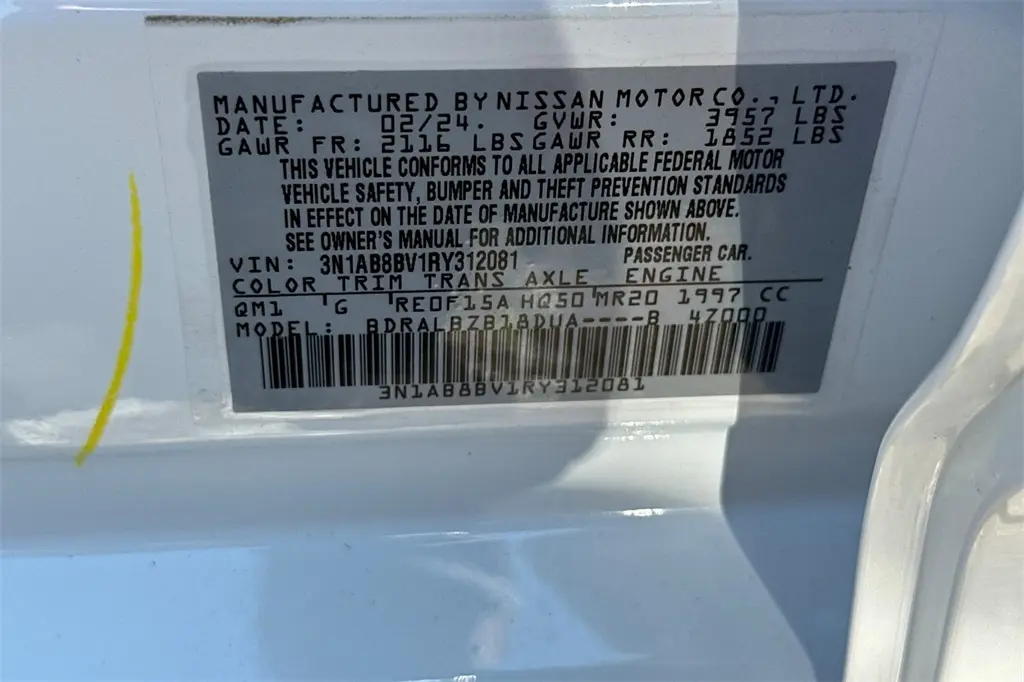 MANUFACTURED BY NISSAN MOTOR CO., LTD.
DATE: 02/24. GVWR: 3957 LBS
GAWR FR: 2116 LBS GAWR RR: 1852 LBS
THIS VEHICLE CONFORMS TO ALL APPLICABLE FEDERAL MOTOR
VEHICLE SAFETY, BUMPER AND THEFT PREVENTION STANDARDS
IN EFFECT ON THE DATE OF MANUFACTURE SHOWN ABOVE.
SEE OWNER'S MANUAL FOR ADDITIONAL INFORMATION.
VIN: 3N1AB8BV1RY312081 PASSENGER CAR.
COLOR TRIM TRANS AXLE ENGINE
QM1 'G 'RE0F15A HQ50'MR20 1997 CC
MODEL: BDRALBZB18DUA----B 47000
3N1AB8BV1RY312081